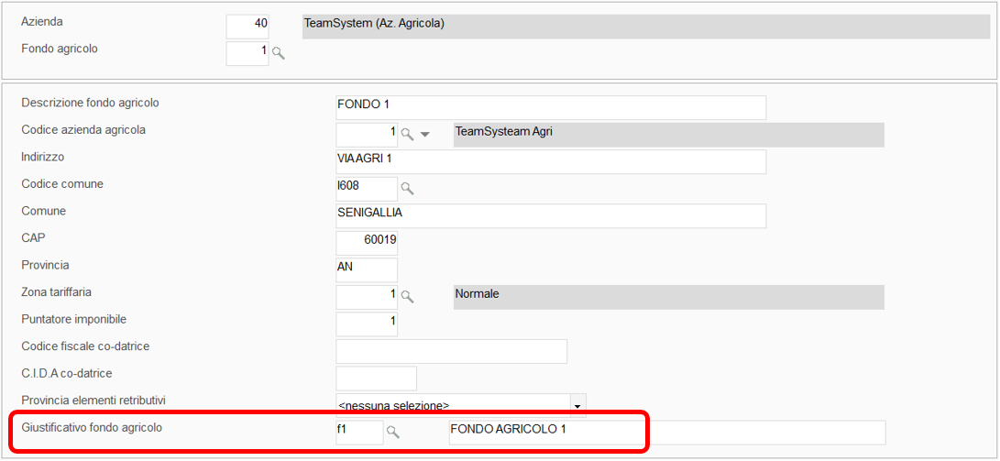 Azienda 40 TeamSystem (Az. Agricola)
Fondo agricolo 1
Descrizione fondo agricolo FONDO 1
Codice azienda agricola 1 TeamSysteam Agri
Indirizzo VIA AGRI 1
Codice comune I608
Comune SENIGALLIA
CAP 60019
Provincia AN
Zona tariffaria 1 Normale
Puntatore imponibile 1
Codice fiscale co-datrice
C.I.D.A co-datrice
Provincia elementi retributivi <nessuna selezione>
Giustificativo fondo agricolo f1 FONDO AGRICOLO 1